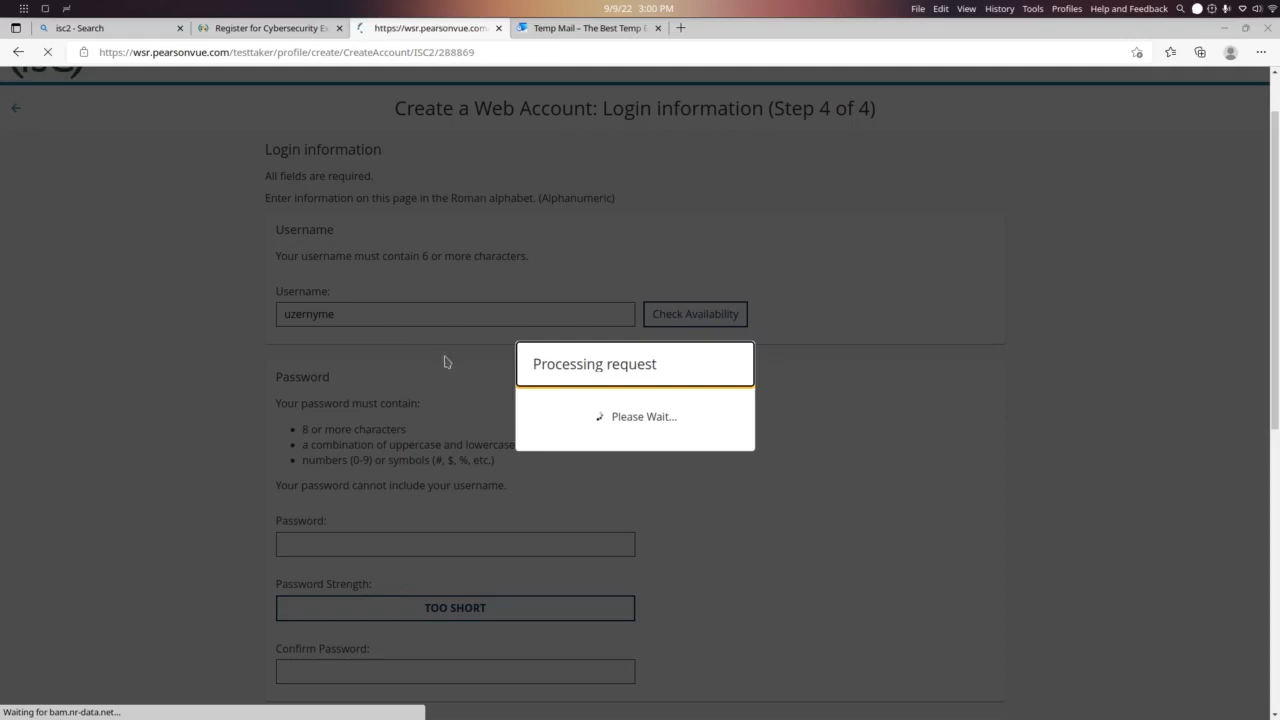 9/9/22 3:00 PM
File Edit View History Tools Profiles Help and Feedback
isc2 - Search
Register for Cybersecurity Ex
https://wsr.pearsonvue.com
Temp Mail – The Best Temp E
https://wsr.pearsonvue.com/testtaker/profile/create/CreateAccount/ISC2/288869
Create a Web Account: Login information (Step 4 of 4)
Login information
All fields are required.
Enter information on this page in the Roman alphabet. (Alphanumeric)
Username
Your username must contain 6 or more characters.
Username:
uzernyme
Check Availability
Processing request
Please Wait...
Password
Your password must contain:
• 8 or more characters
• a combination of uppercase and lowercase
• numbers (0-9) or symbols (#, $, %, etc.)
Your password cannot include your username.
Password:
Password Strength:
TOO SHORT
Confirm Password:
Waiting for bam.nr-data.net...